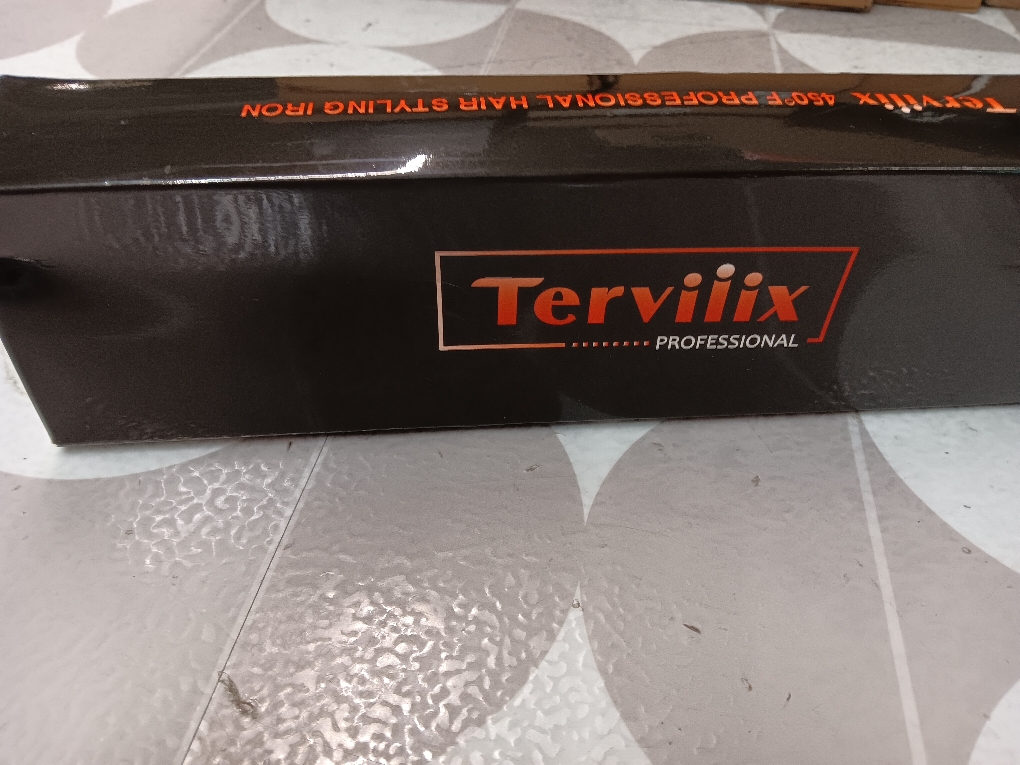 Tervilix 450°F PROFESSIONAL HAIR STYLING IRON
Tervilix
PROFESSIONAL